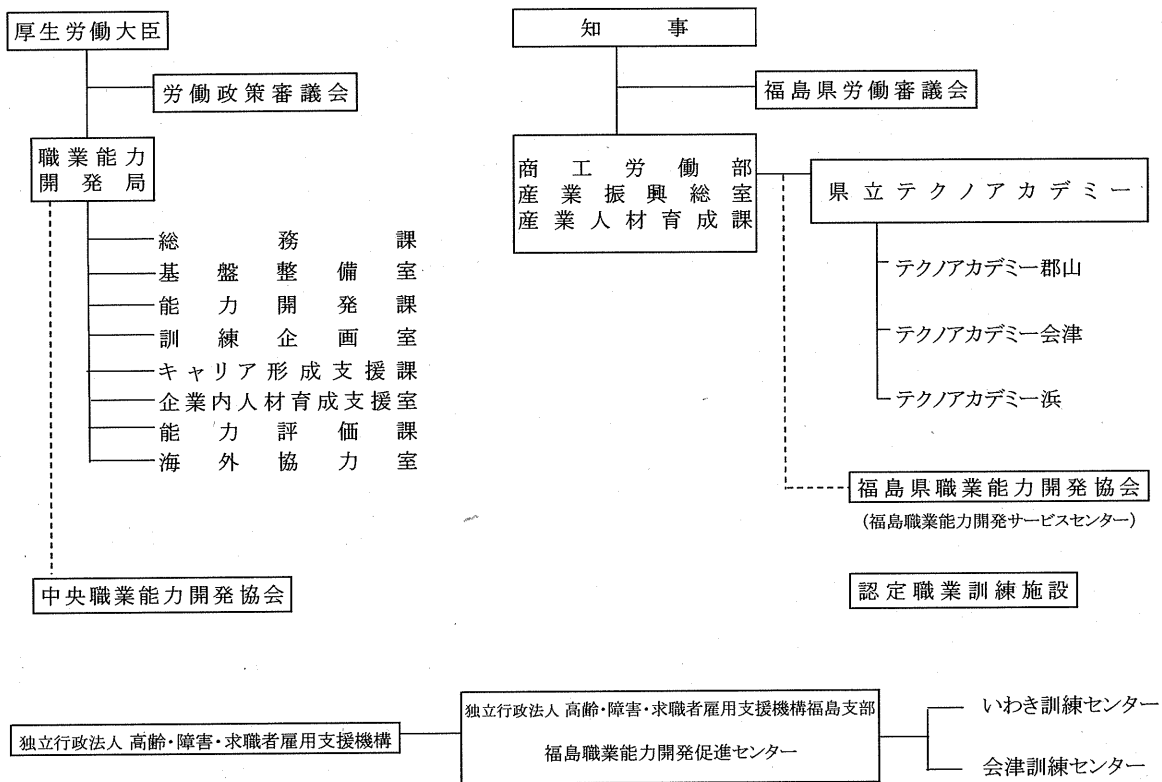 厚生労働大臣
労働政策審議会
職業能力
開発局
総務課
基盤整備室
能力開発課
訓練企画室
キャリア形成支援課
企業内人材育成支援室
能力評価課
海外協力室
中央職業能力開発協会
知事
福島県労働審議会
商工労働部
産業振興総室
産業人材育成課
県立テクノアカデミー
テクノアカデミー郡山
テクノアカデミー会津
テクノアカデミー浜
福島県職業能力開発協会
(福島職業能力開発サービスセンター)
認定職業訓練施設
独立行政法人 高齢・障害・求職者雇用支援機構
独立行政法人 高齢・障害・求職者雇用支援機構福島支部
福島職業能力開発促進センター
いわき訓練センター
会津訓練センター